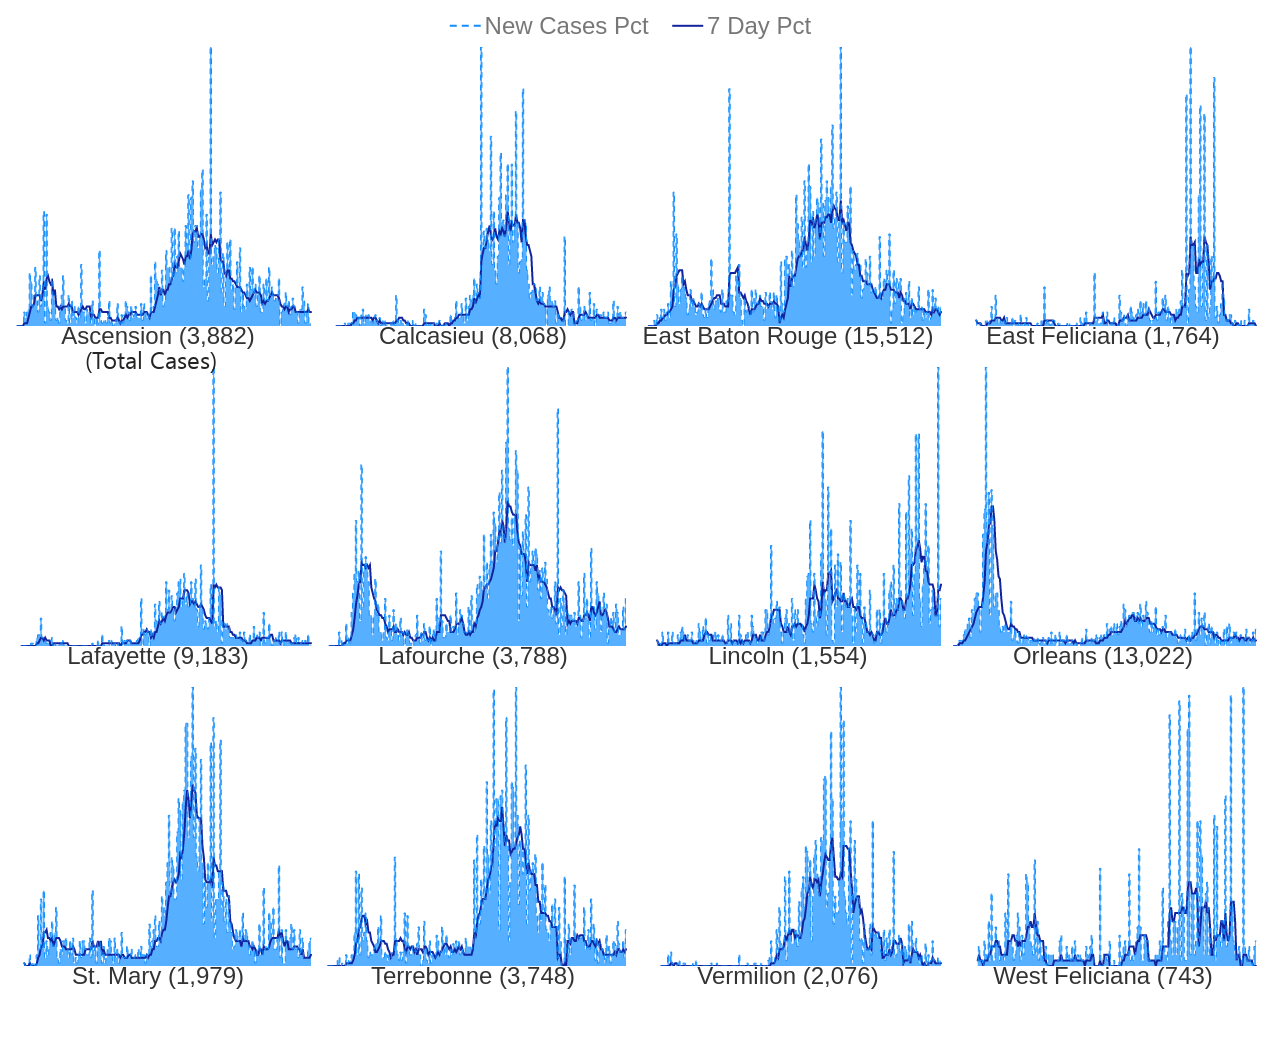 New Cases Pct 7 Day Pct
Ascension (3,882) Calcasieu (8,068) East Baton Rouge (15,512) East Feliciana (1,764)
(Total Cases)
Lafayette (9,183) Lafourche (3,788) Lincoln (1,554) Orleans (13,022)
St. Mary (1,979) Terrebonne (3,748) Vermilion (2,076) West Feliciana (743)